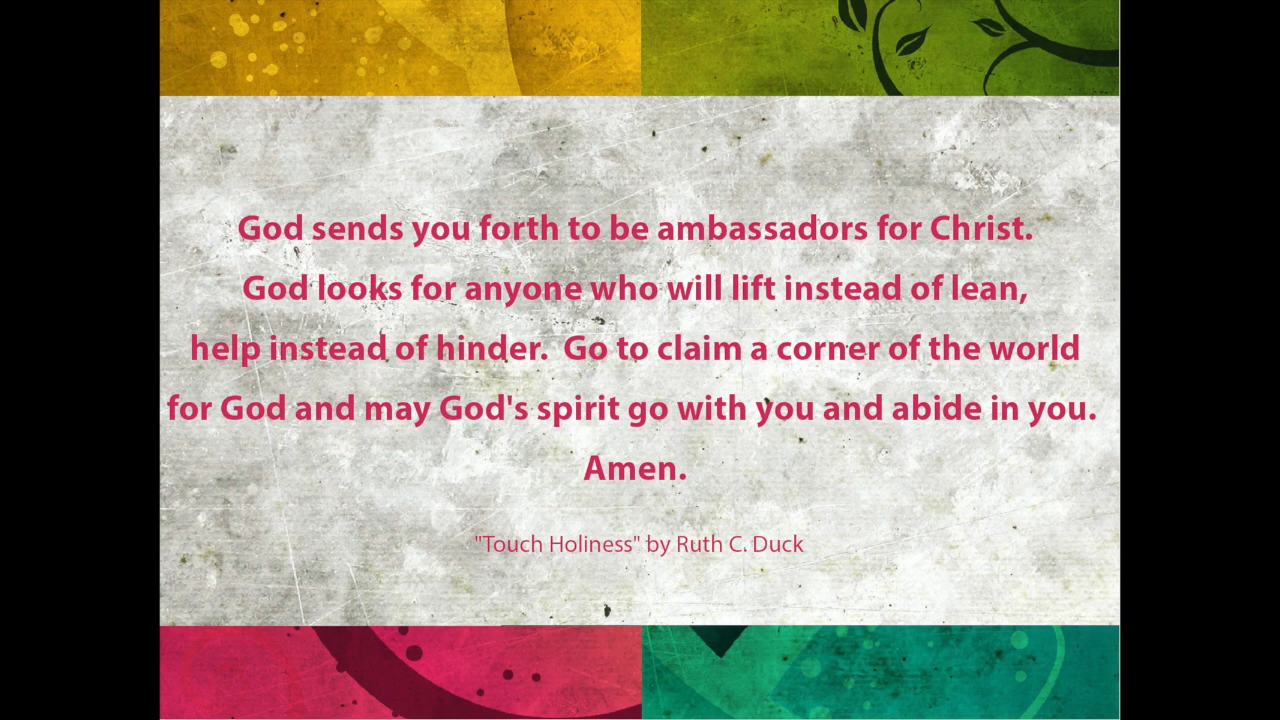 God sends you forth to be ambassadors for Christ.
God looks for anyone who will lift instead of lean,
help instead of hinder.  Go to claim a corner of the world
for God and may God's spirit go with you and abide in you.
Amen.
"Touch Holiness" by Ruth C. Duck